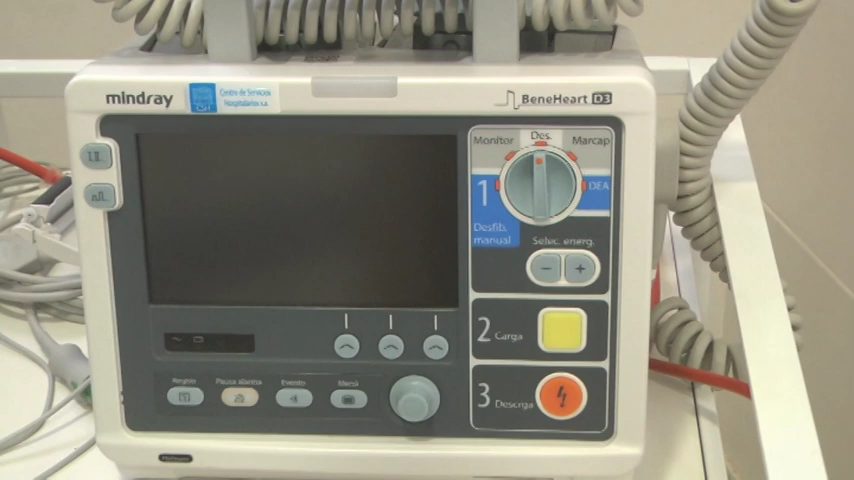 mindray
Centro de Servicios
Hospitalarios s.a.
BeneHeart D3
Monitor
Des.
Marcap
1
DEA
Desfib.
manual
Selec. energ.
- +
2 Carga
3 Descrga
Registro
Pausa alarma
Evento
Menú